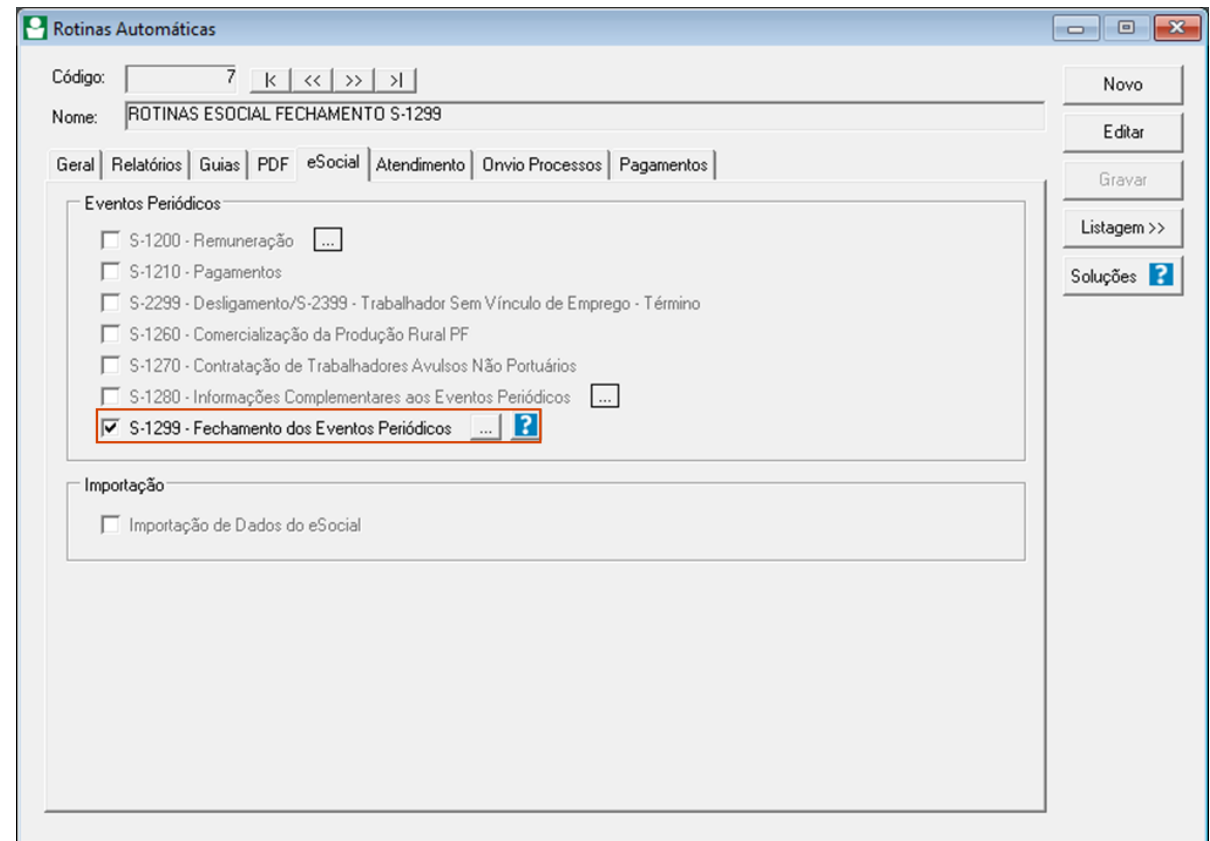 Rotinas Automáticas
Código: 7 |< << >> >|
Novo
Nome: ROTINAS ESOCIAL FECHAMENTO S-1299
Editar
Geral Relatórios Guias PDF eSocial Atendimento Onvio Processos Pagamentos
Gravar
Eventos Periódicos
Listagem >>
S-1200 - Remuneração ...
S-1210 - Pagamentos
Soluções ?
S-2299 - Desligamento/S-2399 - Trabalhador Sem Vínculo de Emprego - Término
S-1260 - Comercialização da Produção Rural PF
S-1270 - Contratação de Trabalhadores Avulsos Não Portuários
S-1280 - Informações Complementares aos Eventos Periódicos ...
S-1299 - Fechamento dos Eventos Periódicos ... ?
Importação
Importação de Dados do eSocial